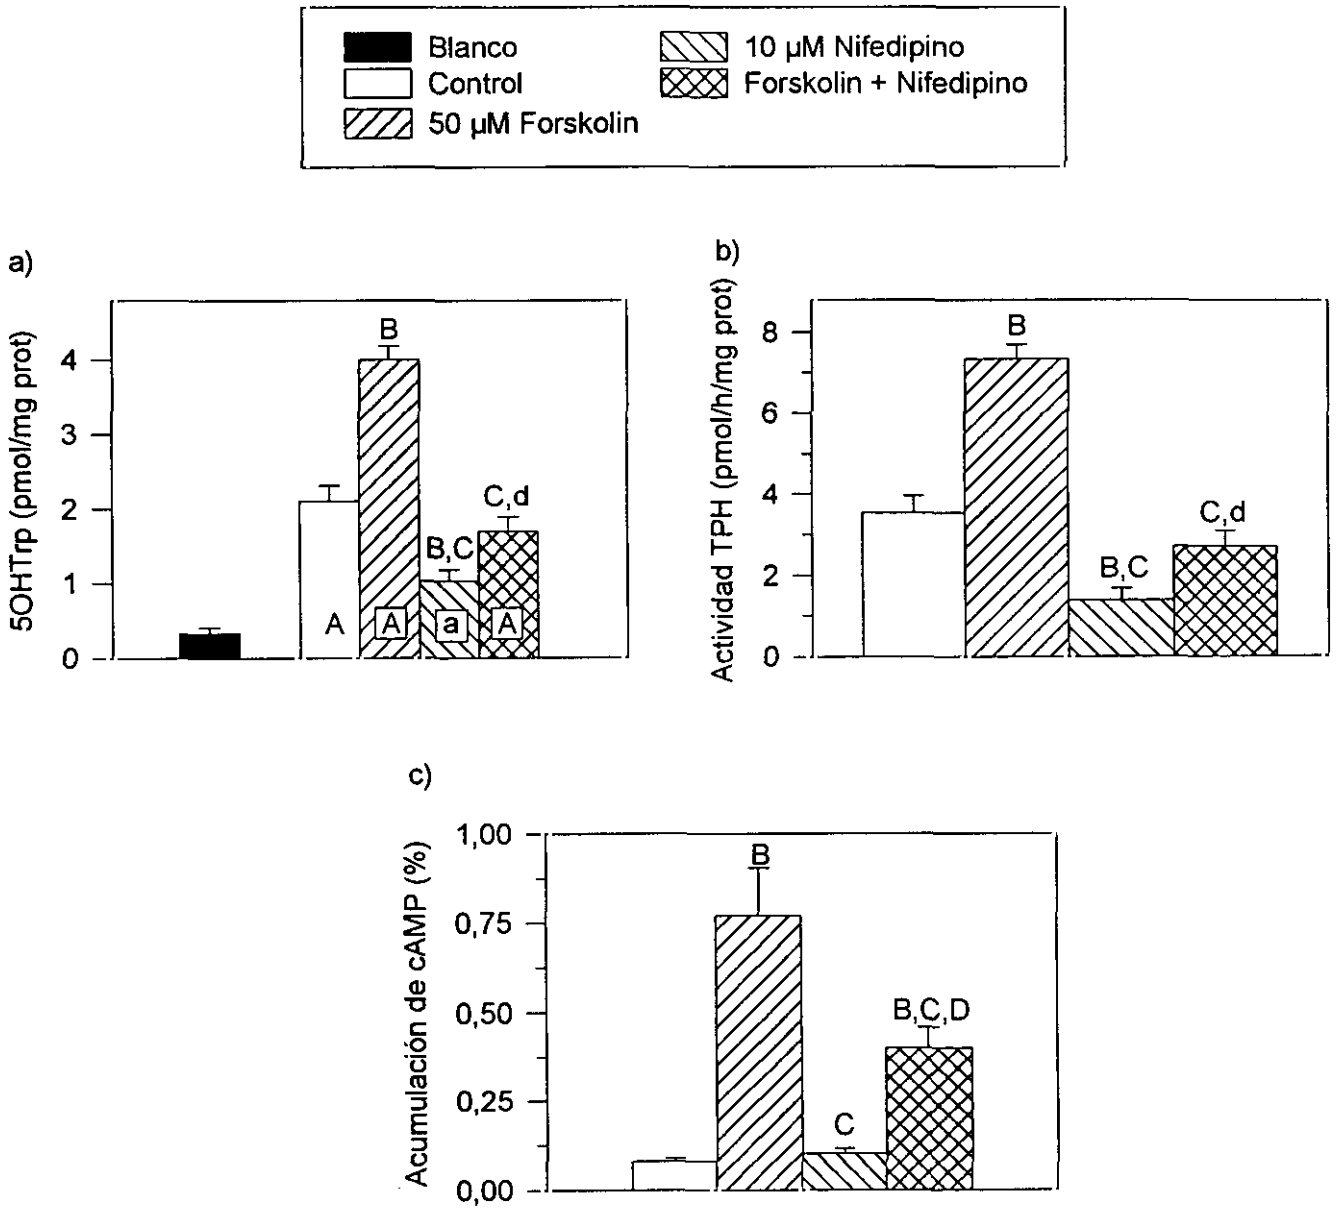 Blanco
Control
50 µM Forskolin
10 µM Nifedipino
Forskolin + Nifedipino
a)
5OHTrp (pmol/mg prot)
4
3
2
1
0
B
B,C
C,d
A
A
a
A
b)
Actividad TPH (pmol/h/mg prot)
8
6
4
2
0
B
B,C
C,d
c)
Acumulación de cAMP (%)
1,00
0,75
0,50
0,25
0,00
B
C
B,C,D